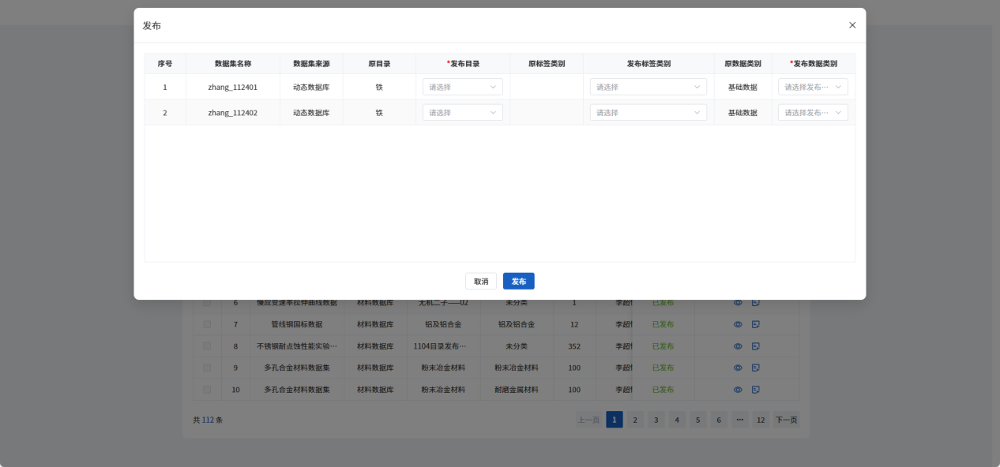 发布
序号 数据集名称 数据集来源 原目录 *发布目录 原标签类别 发布标签类别 原数据类别 *发布数据类别
1 zhang_112401 动态数据库 铁 请选择 请选择 基础数据 请选择发布···
2 zhang_112402 动态数据库 铁 请选择 请选择 基础数据 请选择发布···
取消 发布
6 慢应变速率拉伸曲线数据 材料数据库 无机二子——02 未分类 1 已发布
7 管线钢国标数据 材料数据库 铝及铝合金 铝及铝合金 12 李超 已发布
8 不锈钢耐点蚀性能实验··· 材料数据库 1104目录发布··· 未分类 352 李超 已发布
9 多孔合金材料数据集 材料数据库 粉末冶金材料 粉末冶金材料 100 李超 已发布
10 多孔合金材料数据集 材料数据库 粉末冶金材料 耐磨金属材料 100 李超 已发布
共 112 条 上一页 1 2 3 4 5 6 ··· 12 下一页